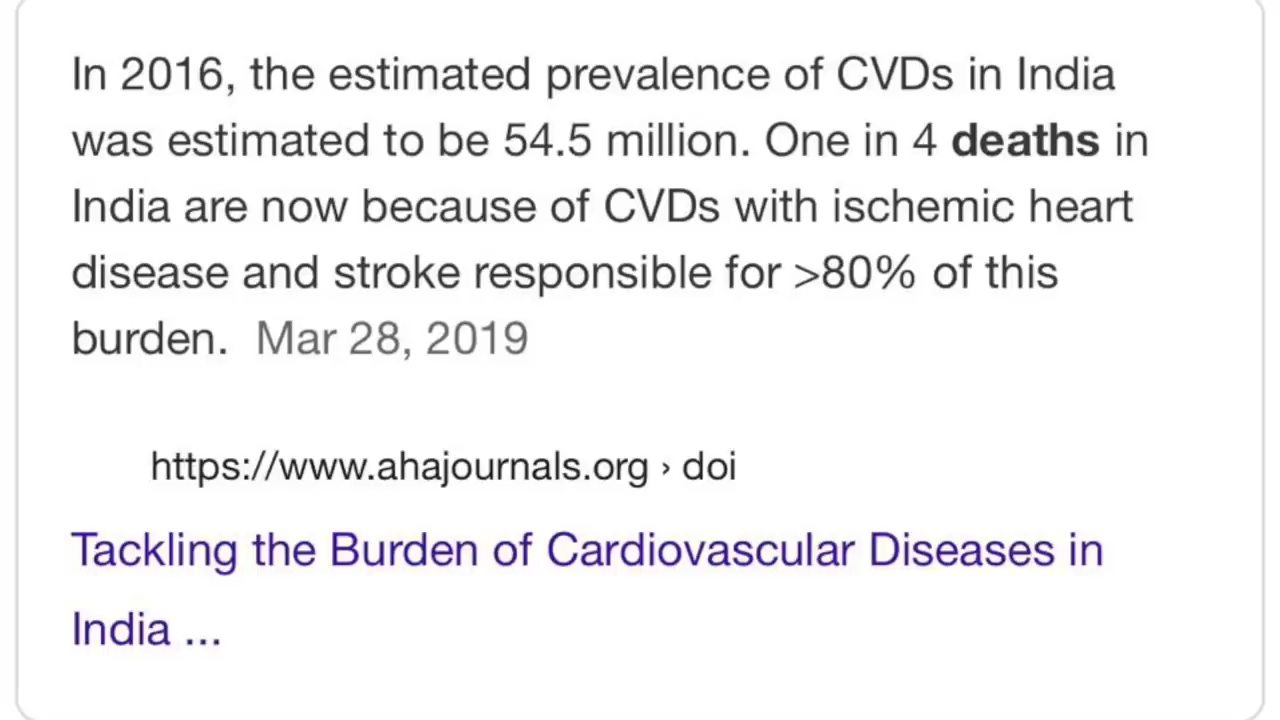 In 2016, the estimated prevalence of CVDs in India
was estimated to be 54.5 million. One in 4 deaths in
India are now because of CVDs with ischemic heart
disease and stroke responsible for >80% of this
burden. Mar 28, 2019
https://www.ahajournals.org › doi
Tackling the Burden of Cardiovascular Diseases in
India ...